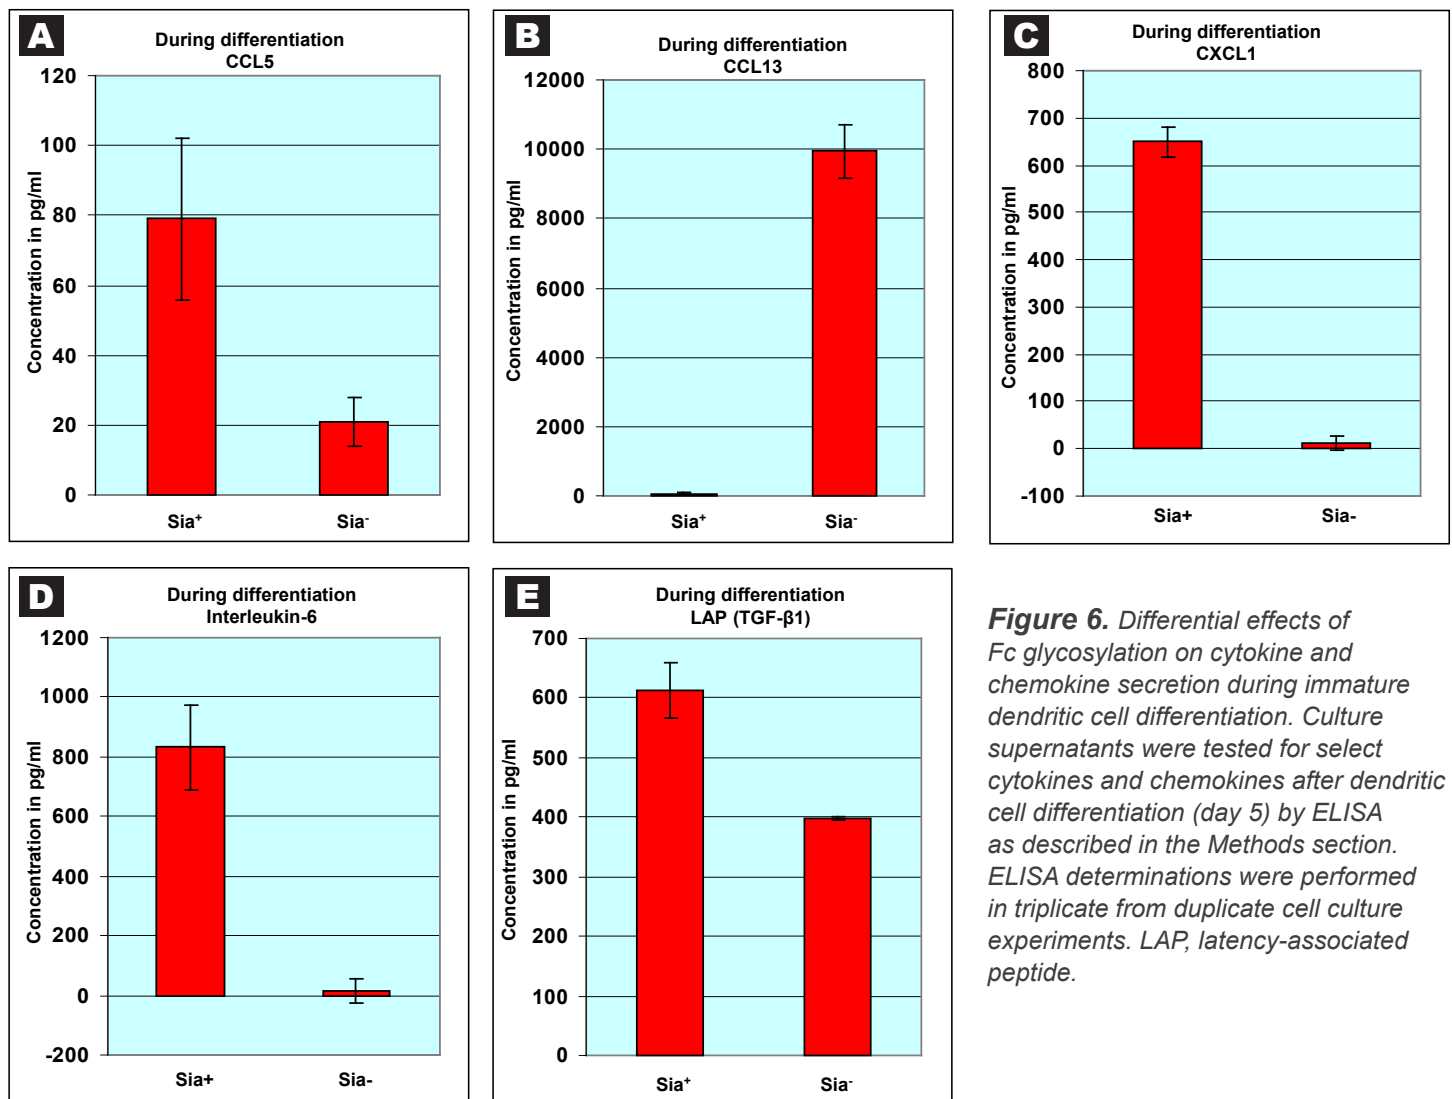 A
During differentiation
CCL5
Concentration in pg/ml
120
100
80
60
40
20
0
Sia⁺
Sia⁻
B
During differentiation
CCL13
Concentration in pg/ml
12000
10000
8000
6000
4000
2000
0
Sia⁺
Sia⁻
C
During differentiation
CXCL1
Concentration in pg/ml
800
700
600
500
400
300
200
100
0
-100
Sia+
Sia-
D
During differentiation
Interleukin-6
Concentration in pg/ml
1200
1000
800
600
400
200
0
-200
Sia+
Sia-
E
During differentiation
LAP (TGF-β1)
Concentration in pg/ml
700
600
500
400
300
200
100
0
Sia⁺
Sia⁻
Figure 6. Differential effects of
Fc glycosylation on cytokine and
chemokine secretion during immature
dendritic cell differentiation. Culture
supernatants were tested for select
cytokines and chemokines after dendritic
cell differentiation (day 5) by ELISA
as described in the Methods section.
ELISA determinations were performed
in triplicate from duplicate cell culture
experiments. LAP, latency-associated
peptide.